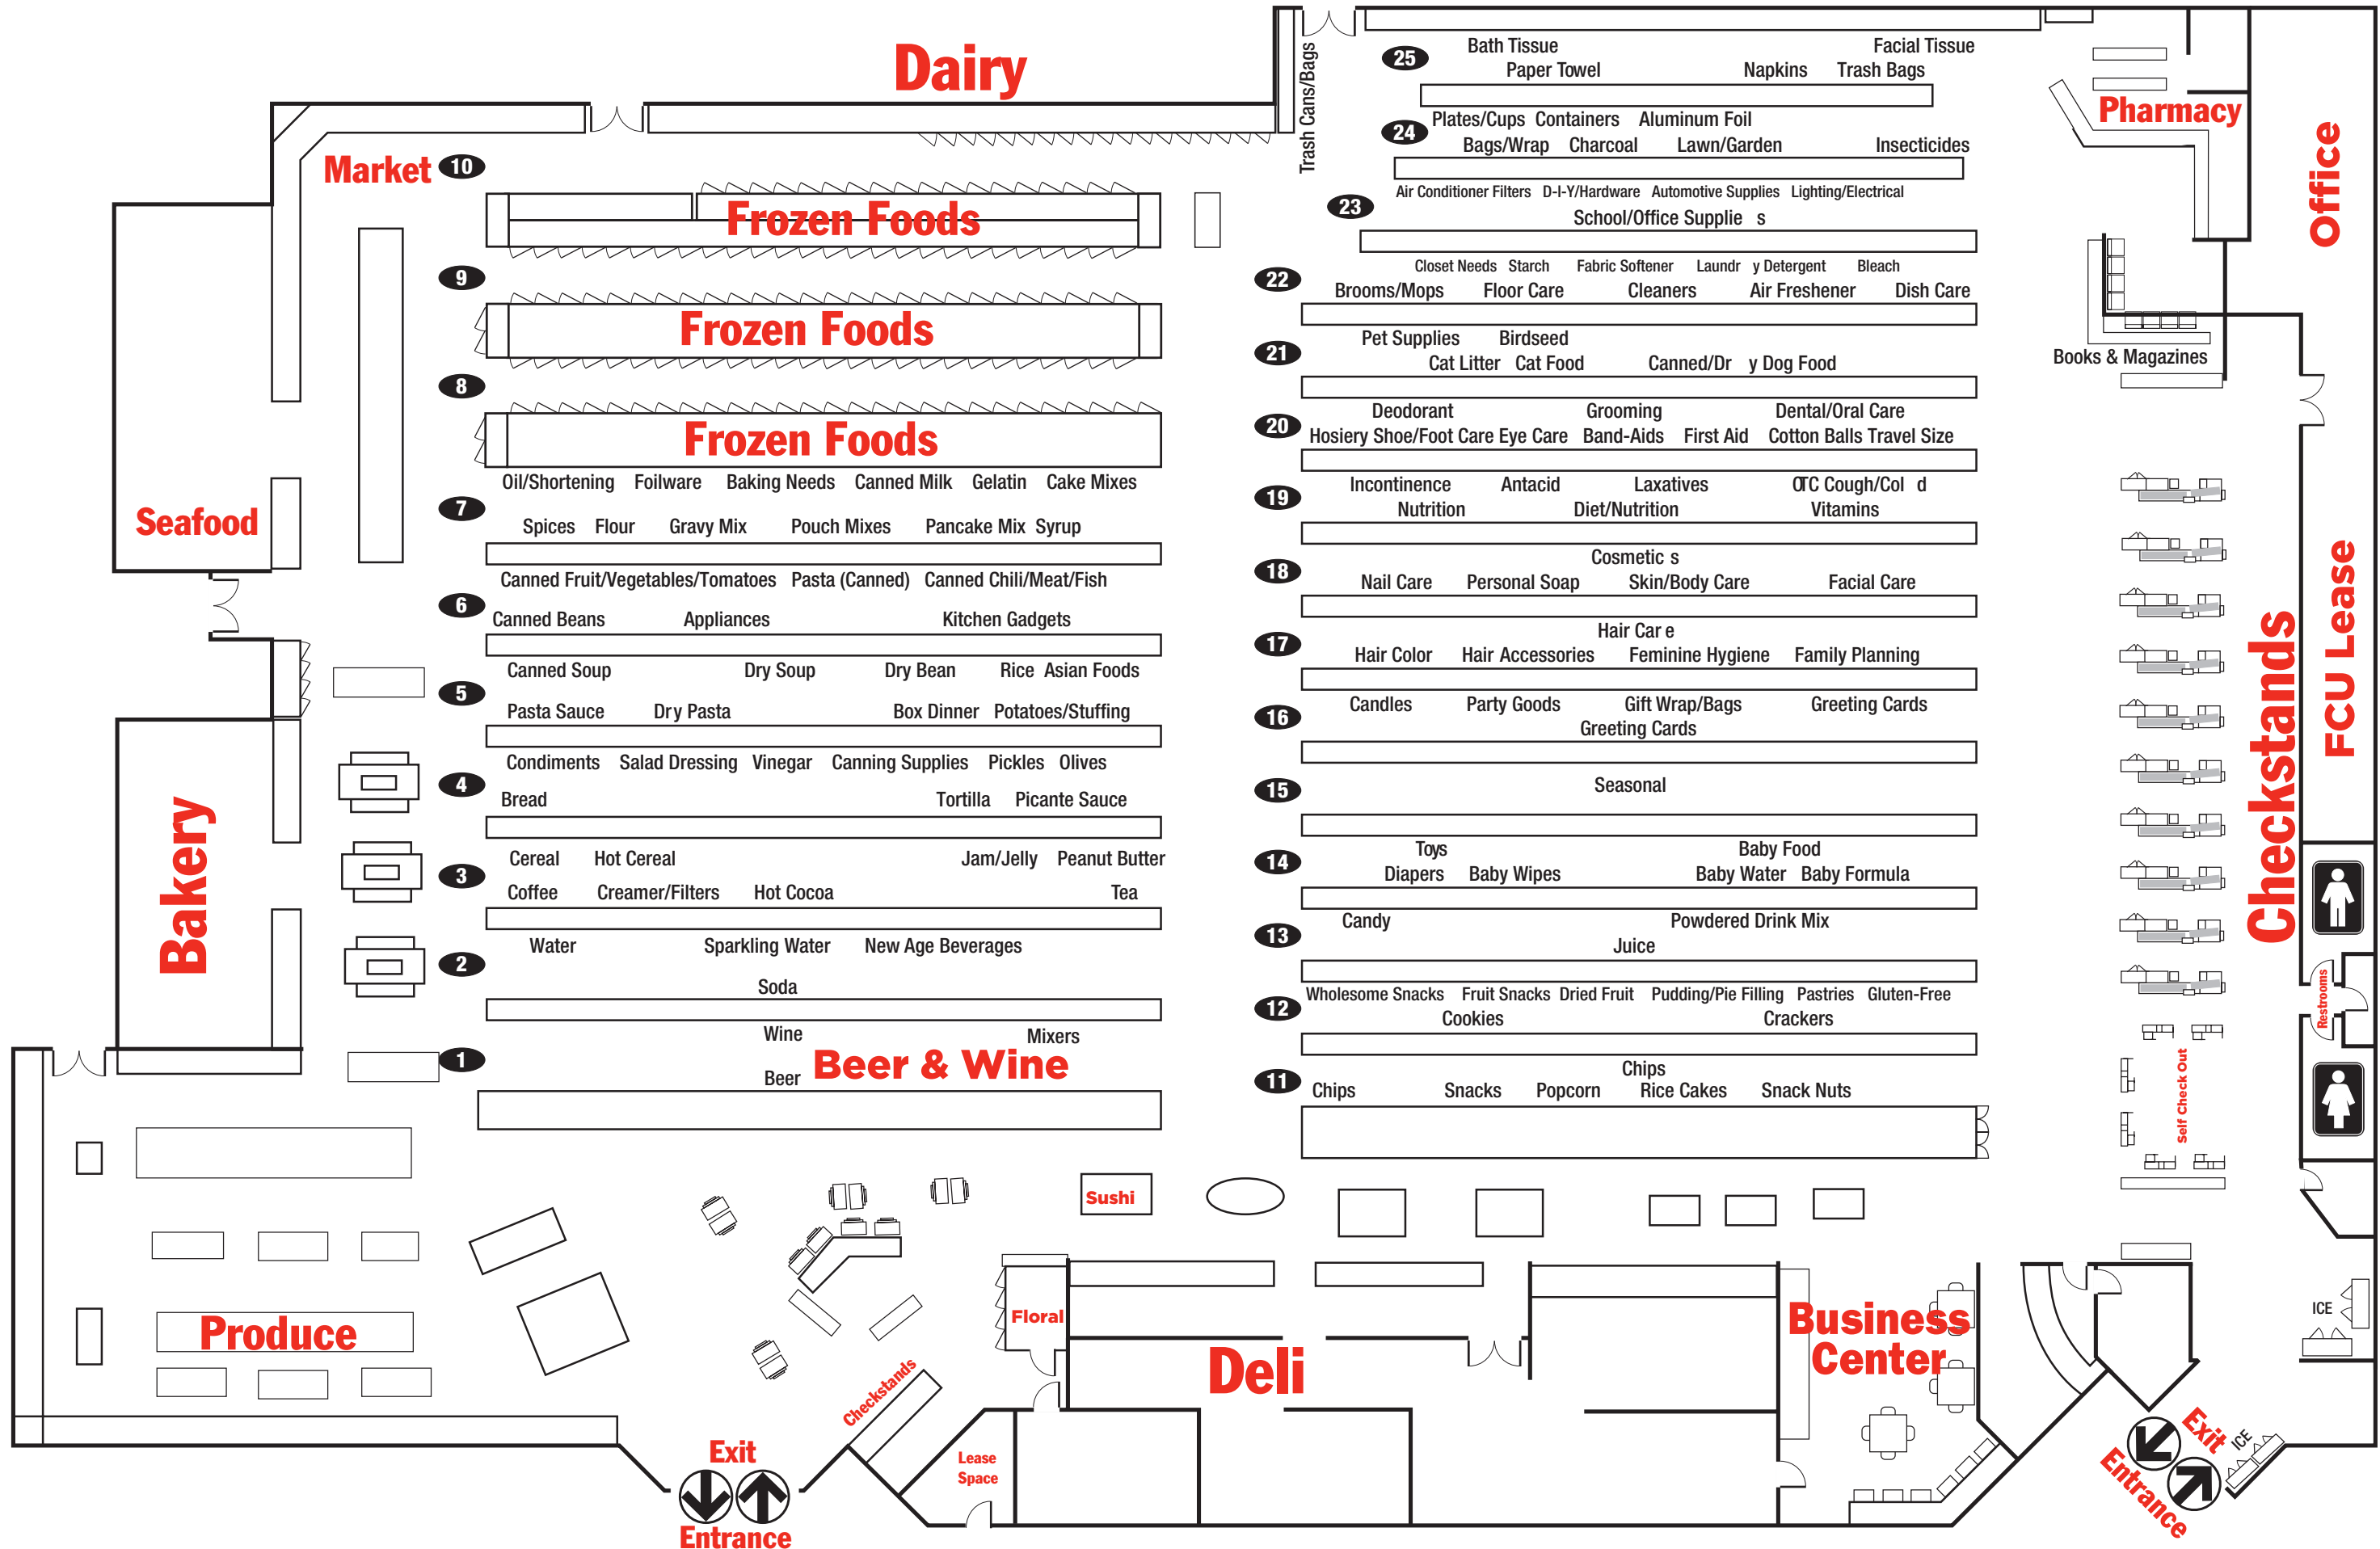 Dairy
Market 10
Frozen Foods
9
Frozen Foods
8
Frozen Foods
Oil/Shortening Foilware Baking Needs Canned Milk Gelatin Cake Mixes
7
Spices Flour Gravy Mix Pouch Mixes Pancake Mix Syrup
Canned Fruit/Vegetables/Tomatoes Pasta (Canned) Canned Chili/Meat/Fish
6
Canned Beans Appliances Kitchen Gadgets
Canned Soup Dry Soup Dry Bean Rice Asian Foods
5
Pasta Sauce Dry Pasta Box Dinner Potatoes/Stuffing
Condiments Salad Dressing Vinegar Canning Supplies Pickles Olives
4
Bread Tortilla Picante Sauce
Cereal Hot Cereal Jam/Jelly Peanut Butter
3
Coffee Creamer/Filters Hot Cocoa Tea
Water Sparkling Water New Age Beverages
2
Soda
Wine Mixers
1
Beer Beer & Wine
Seafood
Bakery
Produce
Trash Cans/Bags
25
Bath Tissue Facial Tissue
Paper Towel Napkins Trash Bags
24
Plates/Cups Containers Aluminum Foil
Bags/Wrap Charcoal Lawn/Garden Insecticides
Air Conditioner Filters D-I-Y/Hardware Automotive Supplies Lighting/Electrical
23
School/Office Supplie s
Closet Needs Starch Fabric Softener Laundr y Detergent Bleach
22
Brooms/Mops Floor Care Cleaners Air Freshener Dish Care
Pet Supplies Birdseed
21
Cat Litter Cat Food Canned/Dr y Dog Food
Deodorant Grooming Dental/Oral Care
20
Hosiery Shoe/Foot Care Eye Care Band-Aids First Aid Cotton Balls Travel Size
Incontinence Antacid Laxatives OTC Cough/Col d
19
Nutrition Diet/Nutrition Vitamins
Cosmetic s
18
Nail Care Personal Soap Skin/Body Care Facial Care
Hair Car e
17
Hair Color Hair Accessories Feminine Hygiene Family Planning
Candles Party Goods Gift Wrap/Bags Greeting Cards
16
Greeting Cards
15
Seasonal
Toys Baby Food
14
Diapers Baby Wipes Baby Water Baby Formula
Candy Powdered Drink Mix
13
Juice
Wholesome Snacks Fruit Snacks Dried Fruit Pudding/Pie Filling Pastries Gluten-Free
12
Cookies Crackers
Chips
11
Chips Snacks Popcorn Rice Cakes Snack Nuts
Pharmacy
Office
Books & Magazines
Checkstands
FCU Lease
Restrooms
Self Check Out
Sushi
Floral
Deli
Business
Center
ICE
Checkstands
Lease
Space
Exit
Entrance
Exit
ICE
Entrance